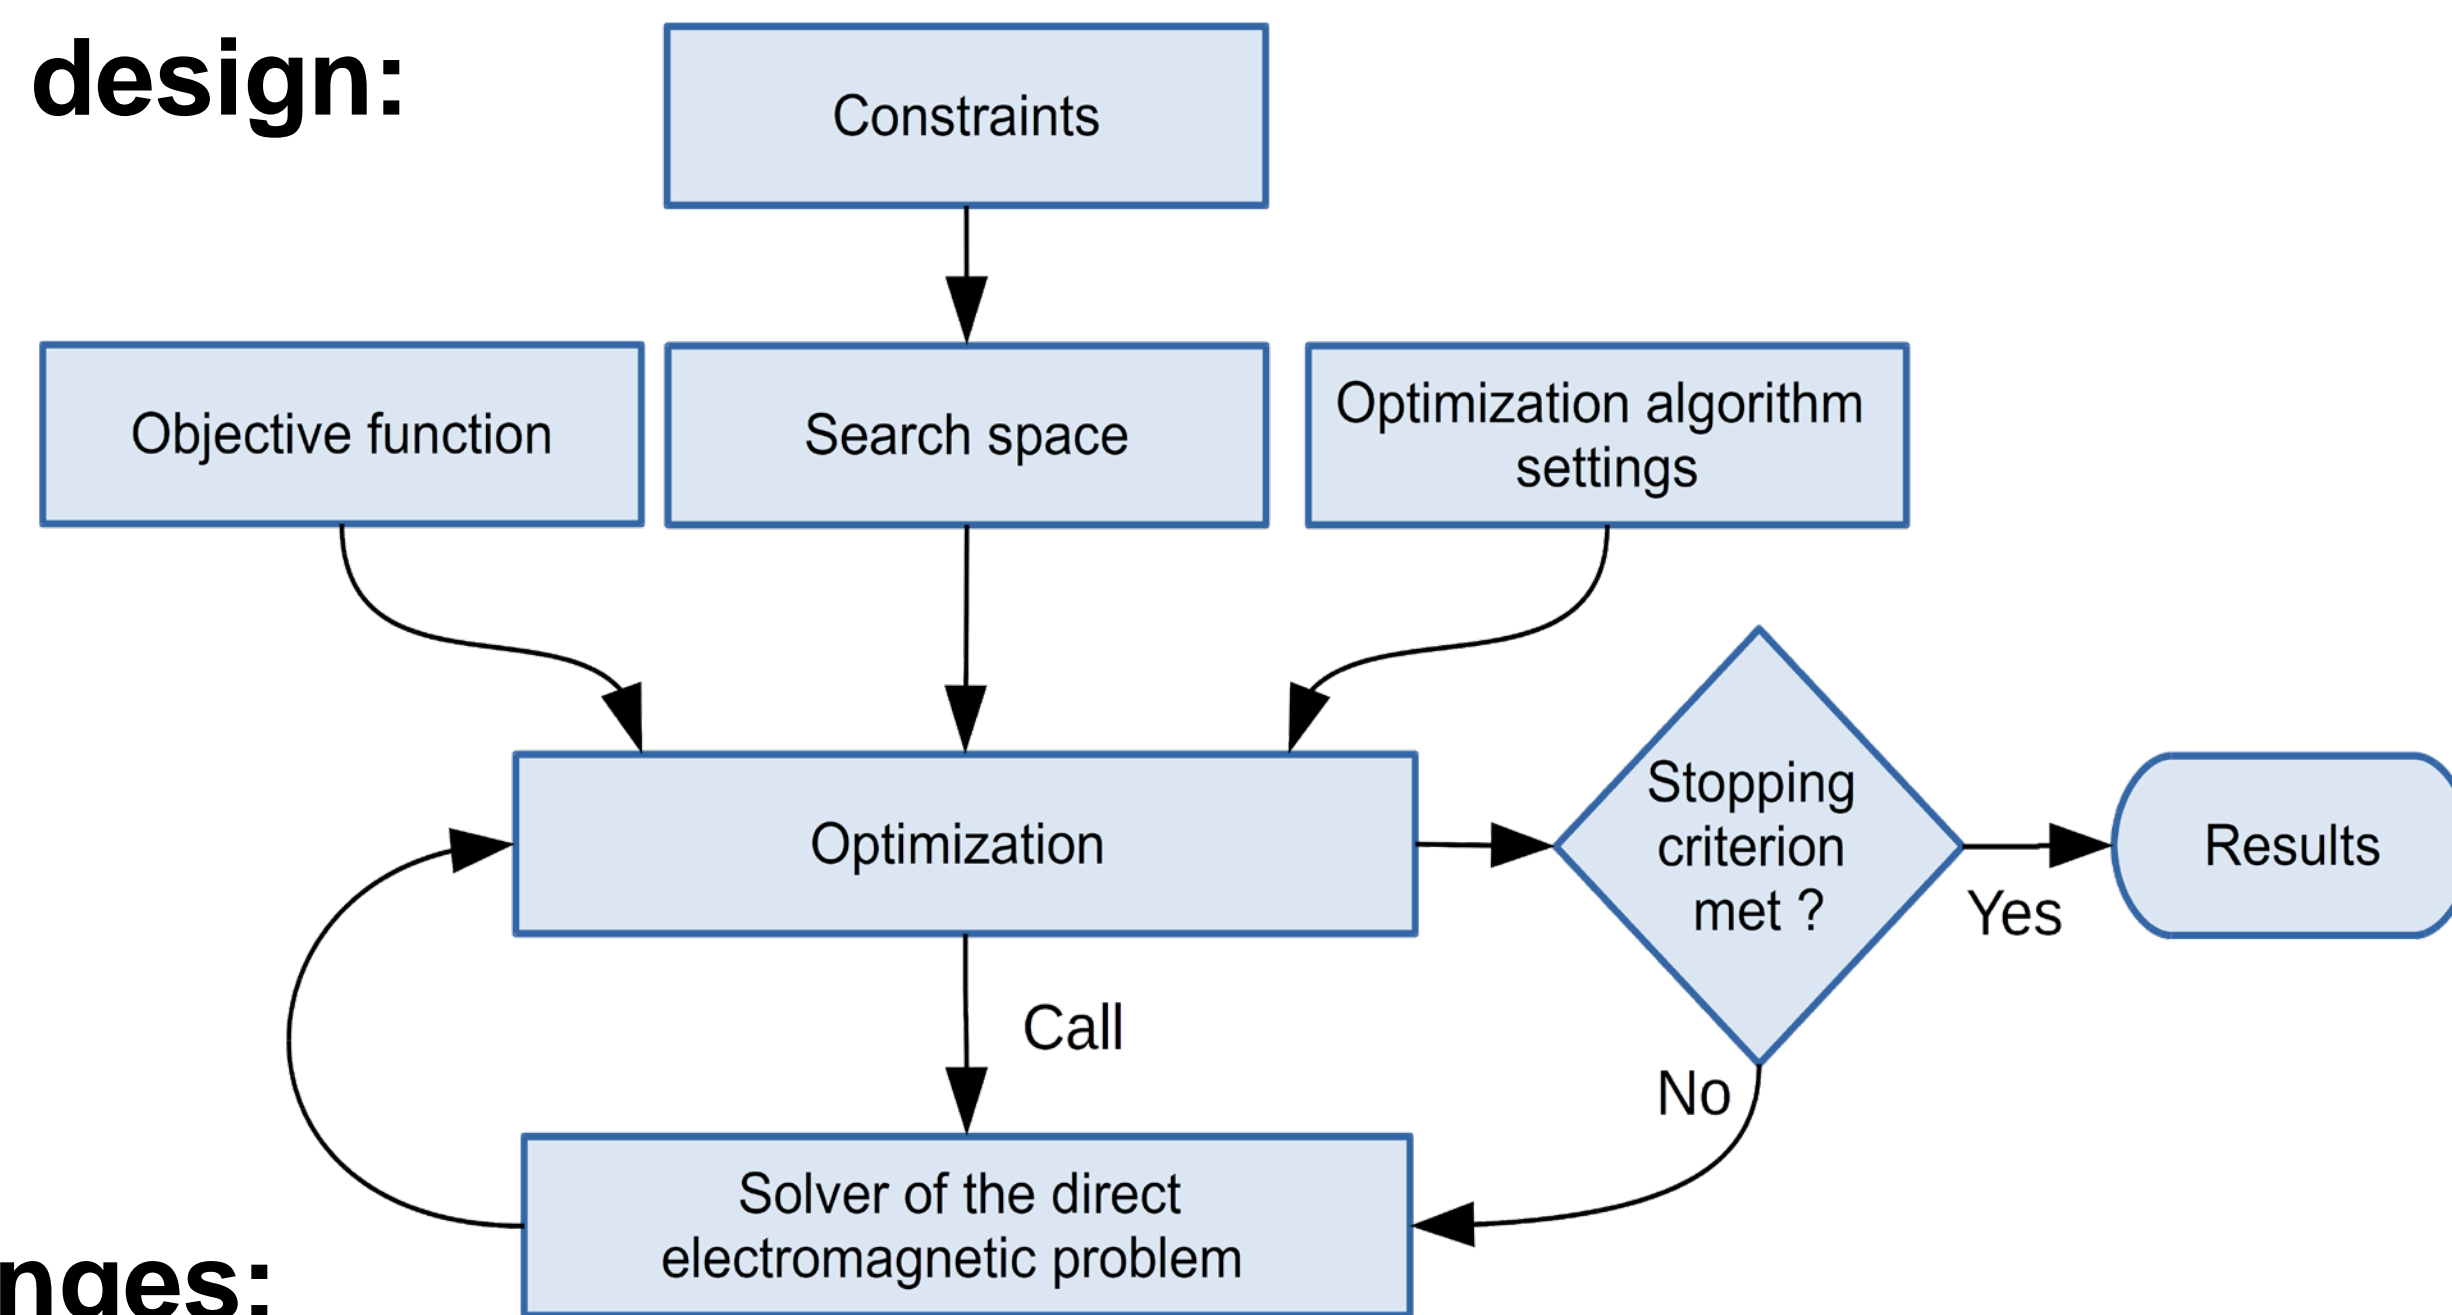 design:
Constraints
Objective function
Search space
Optimization algorithm
settings
Optimization
Stopping
criterion
met ?
Yes
Results
Call
No
Solver of the direct
electromagnetic problem